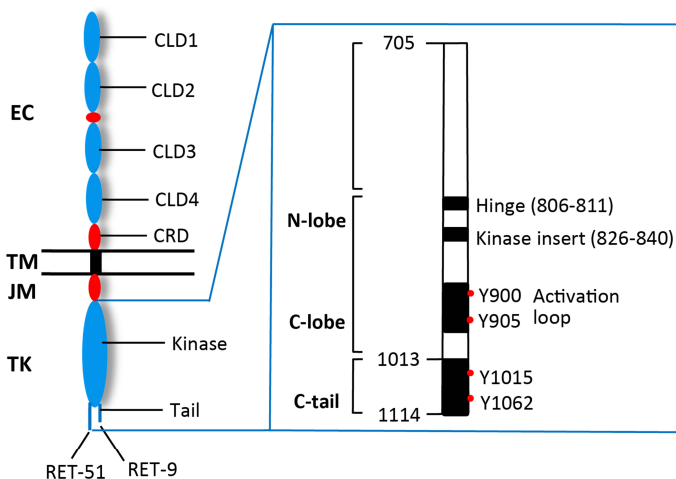 CLD1
CLD2
EC
CLD3
CLD4
CRD
TM
JM
TK
Kinase
Tail
RET-51
RET-9
705
N-lobe
Hinge (806-811)
Kinase insert (826-840)
C-lobe
Y900
Activation
Y905
loop
1013
C-tail
Y1015
Y1062
1114